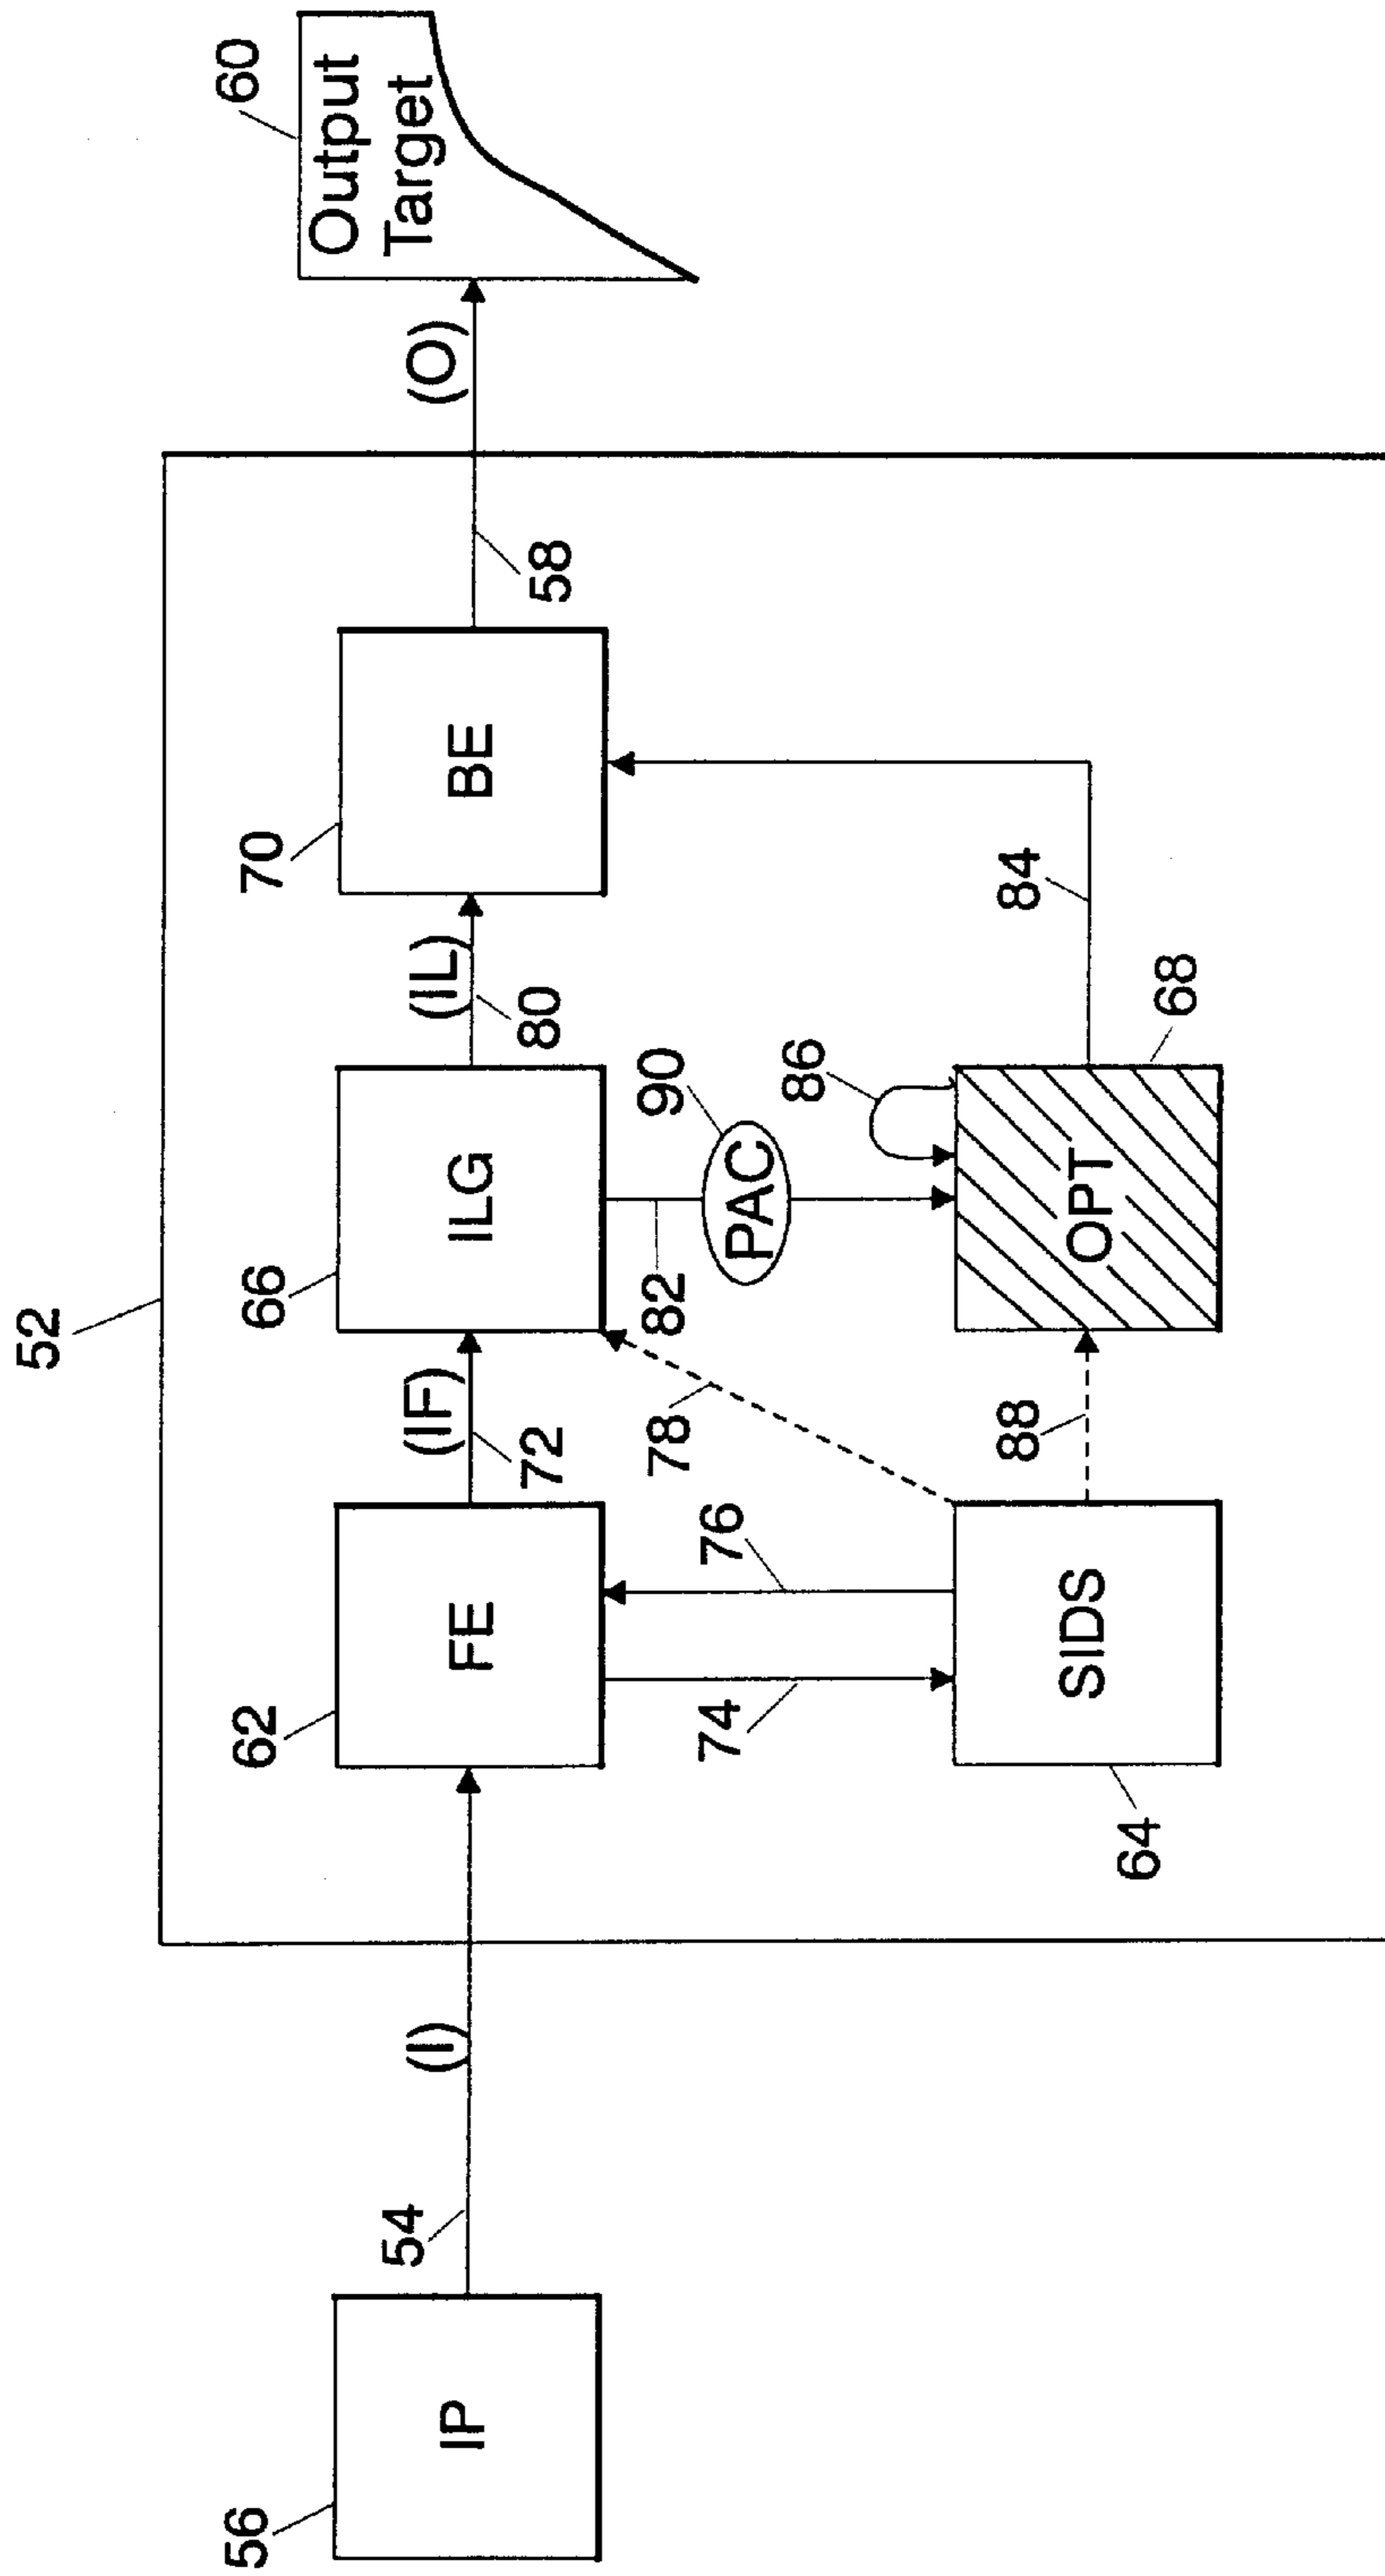 52
60
Output
Target
56
IP
54
(I)
62
FE
72
(IF)
66
ILG
80
(IL)
70
BE
58
(O)
74
76
78
82
90
PAC
86
64
SIDS
88
OPT
68
84